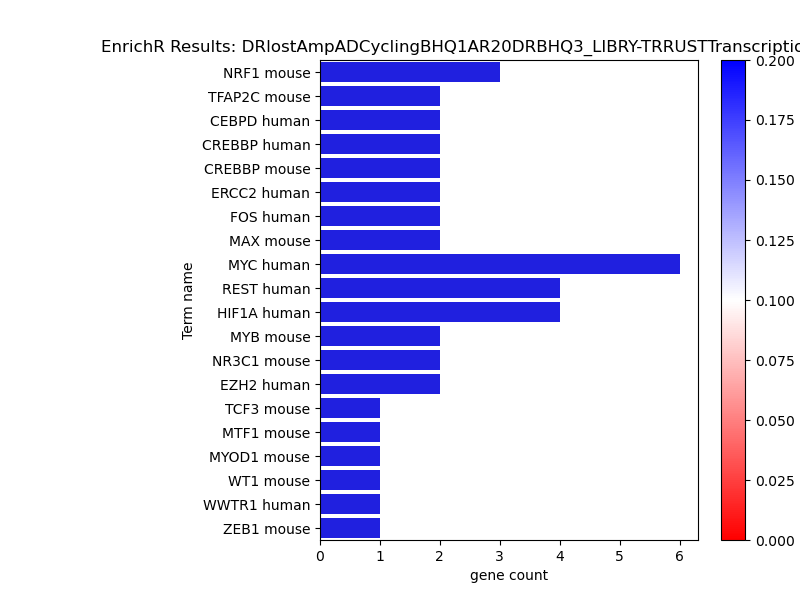 EnrichR Results: DRlostAmpADCyclingBHQ1AR20DRBHQ3_LIBRY-TRRUSTTranscriptio
NRF1 mouse
TFAP2C mouse
CEBPD human
CREBBP human
CREBBP mouse
ERCC2 human
FOS human
MAX mouse
MYC human
REST human
HIF1A human
MYB mouse
NR3C1 mouse
EZH2 human
TCF3 mouse
MTF1 mouse
MYOD1 mouse
WT1 mouse
WWTR1 human
ZEB1 mouse
Term name
0 1 2 3 4 5 6
gene count
0.200
0.175
0.150
0.125
0.100
0.075
0.050
0.025
0.000